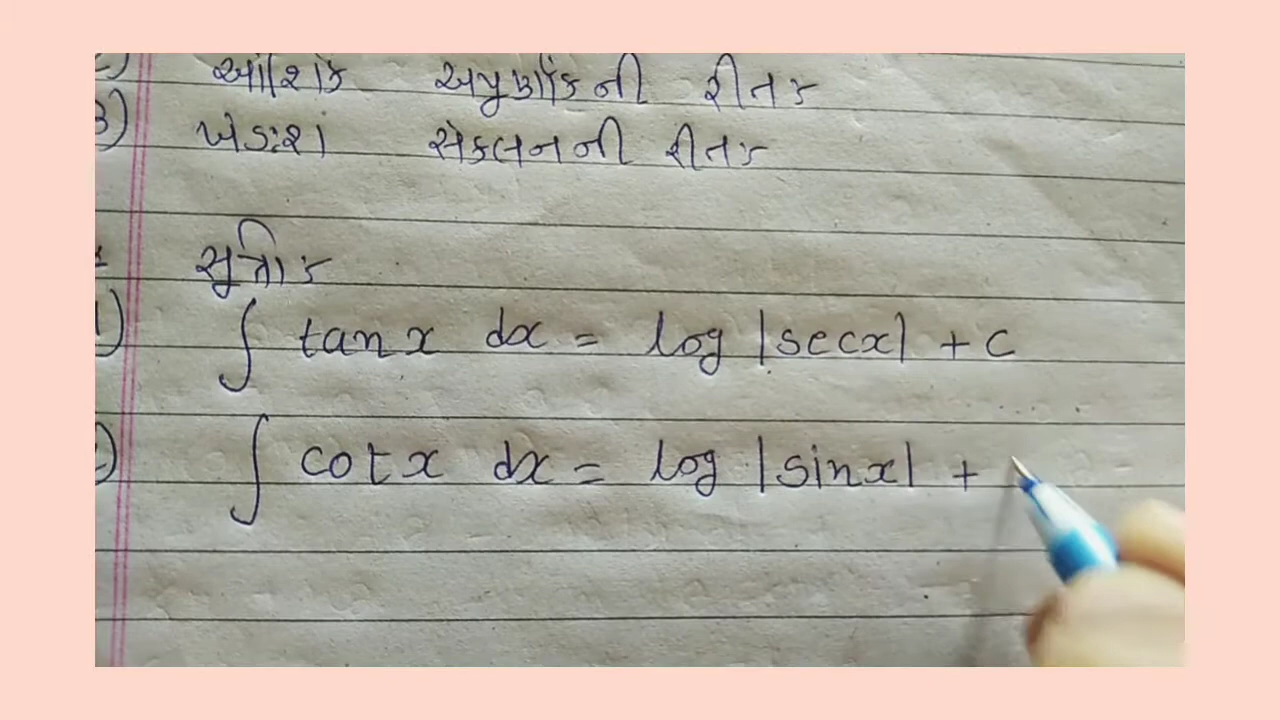 2) આંશિક અપૂર્ણાંકની રીતઃ
3) ખંડશઃ સંકલનની રીતઃ
* સૂત્રોઃ
1) ∫ tan x dx = log |sec x| + c
2) ∫ cot x dx = log |sin x| +